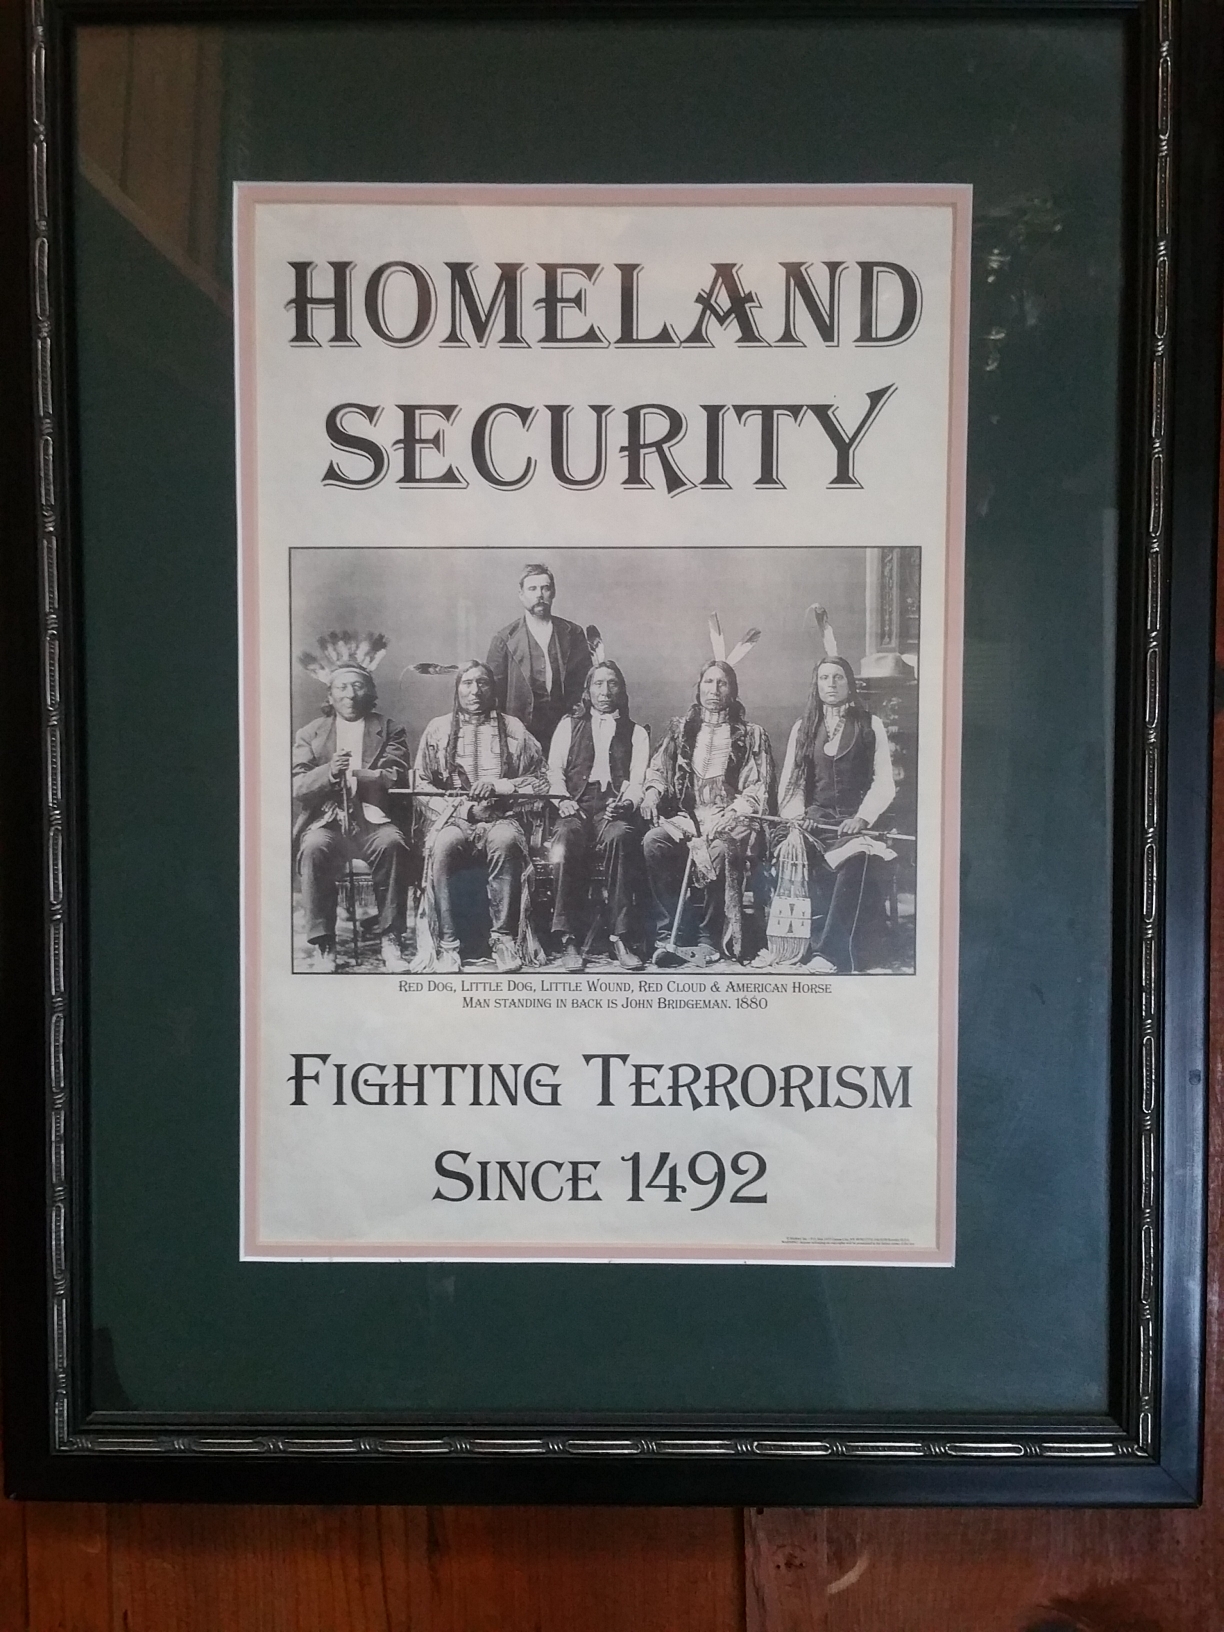 HOMELAND
SECURITY
RED DOG, LITTLE DOG, LITTLE WOUND, RED CLOUD & AMERICAN HORSE
MAN STANDING IN BACK IS JOHN BRIDGEMAN. 1880
FIGHTING TERRORISM
SINCE 1492